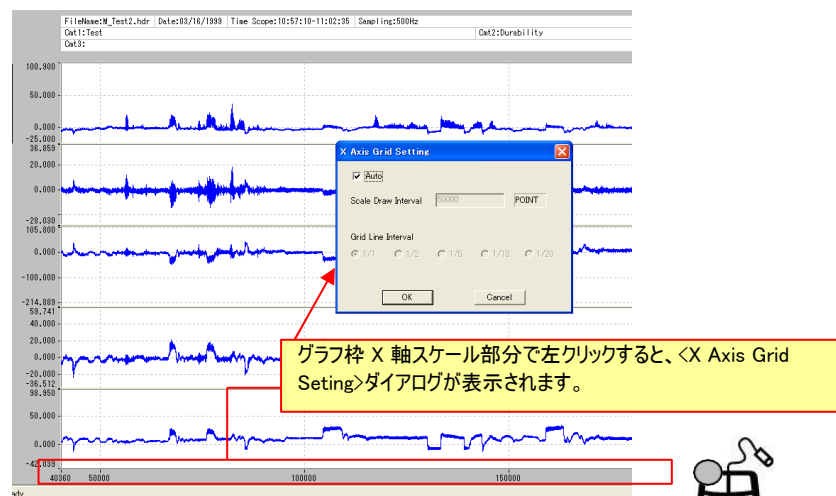 FileName:M_Test2.hdr Date:03/16/1999 Time Scope:10:57:10-11:02:35 Sampling:500Hz
Cmt1:Test Cmt2:Durability
Cmt3:
100.900
50.000
0.000
-25.000
36.859
20.000
0.000
-28.030
105.800
0.000
-100.000
-214.089
59.741
40.000
20.000
0.000
-20.000
-36.512
98.950
50.000
0.000
-42.039
40360 50000 100000 150000
X Axis Grid Setting
Auto
Scale Draw Interval 50000 POINT
Grid Line Interval
1/1 1/2 1/5 1/10 1/20
OK Cancel
グラフ枠 X 軸スケール部分で左クリックすると、<X Axis Grid
Seting>ダイアログが表示されます。